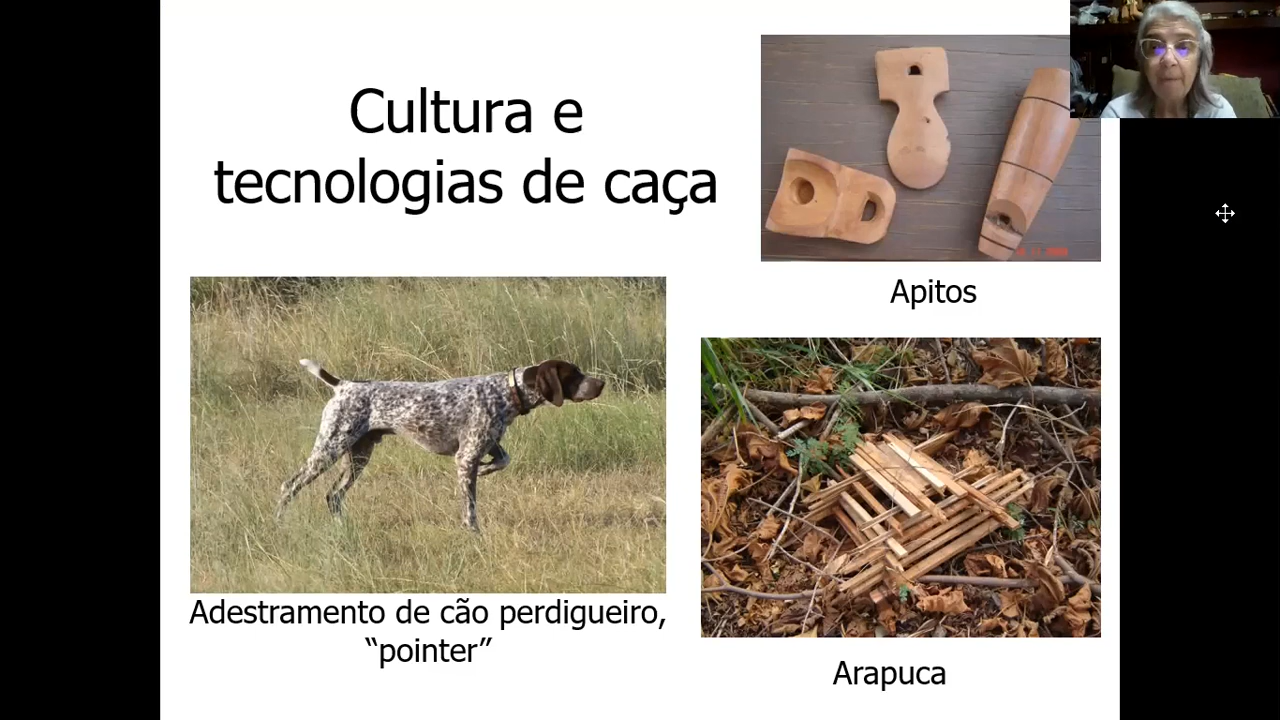 Cultura e
tecnologias de caça
Apitos
Adestramento de cão perdigueiro,
“pointer”
Arapuca